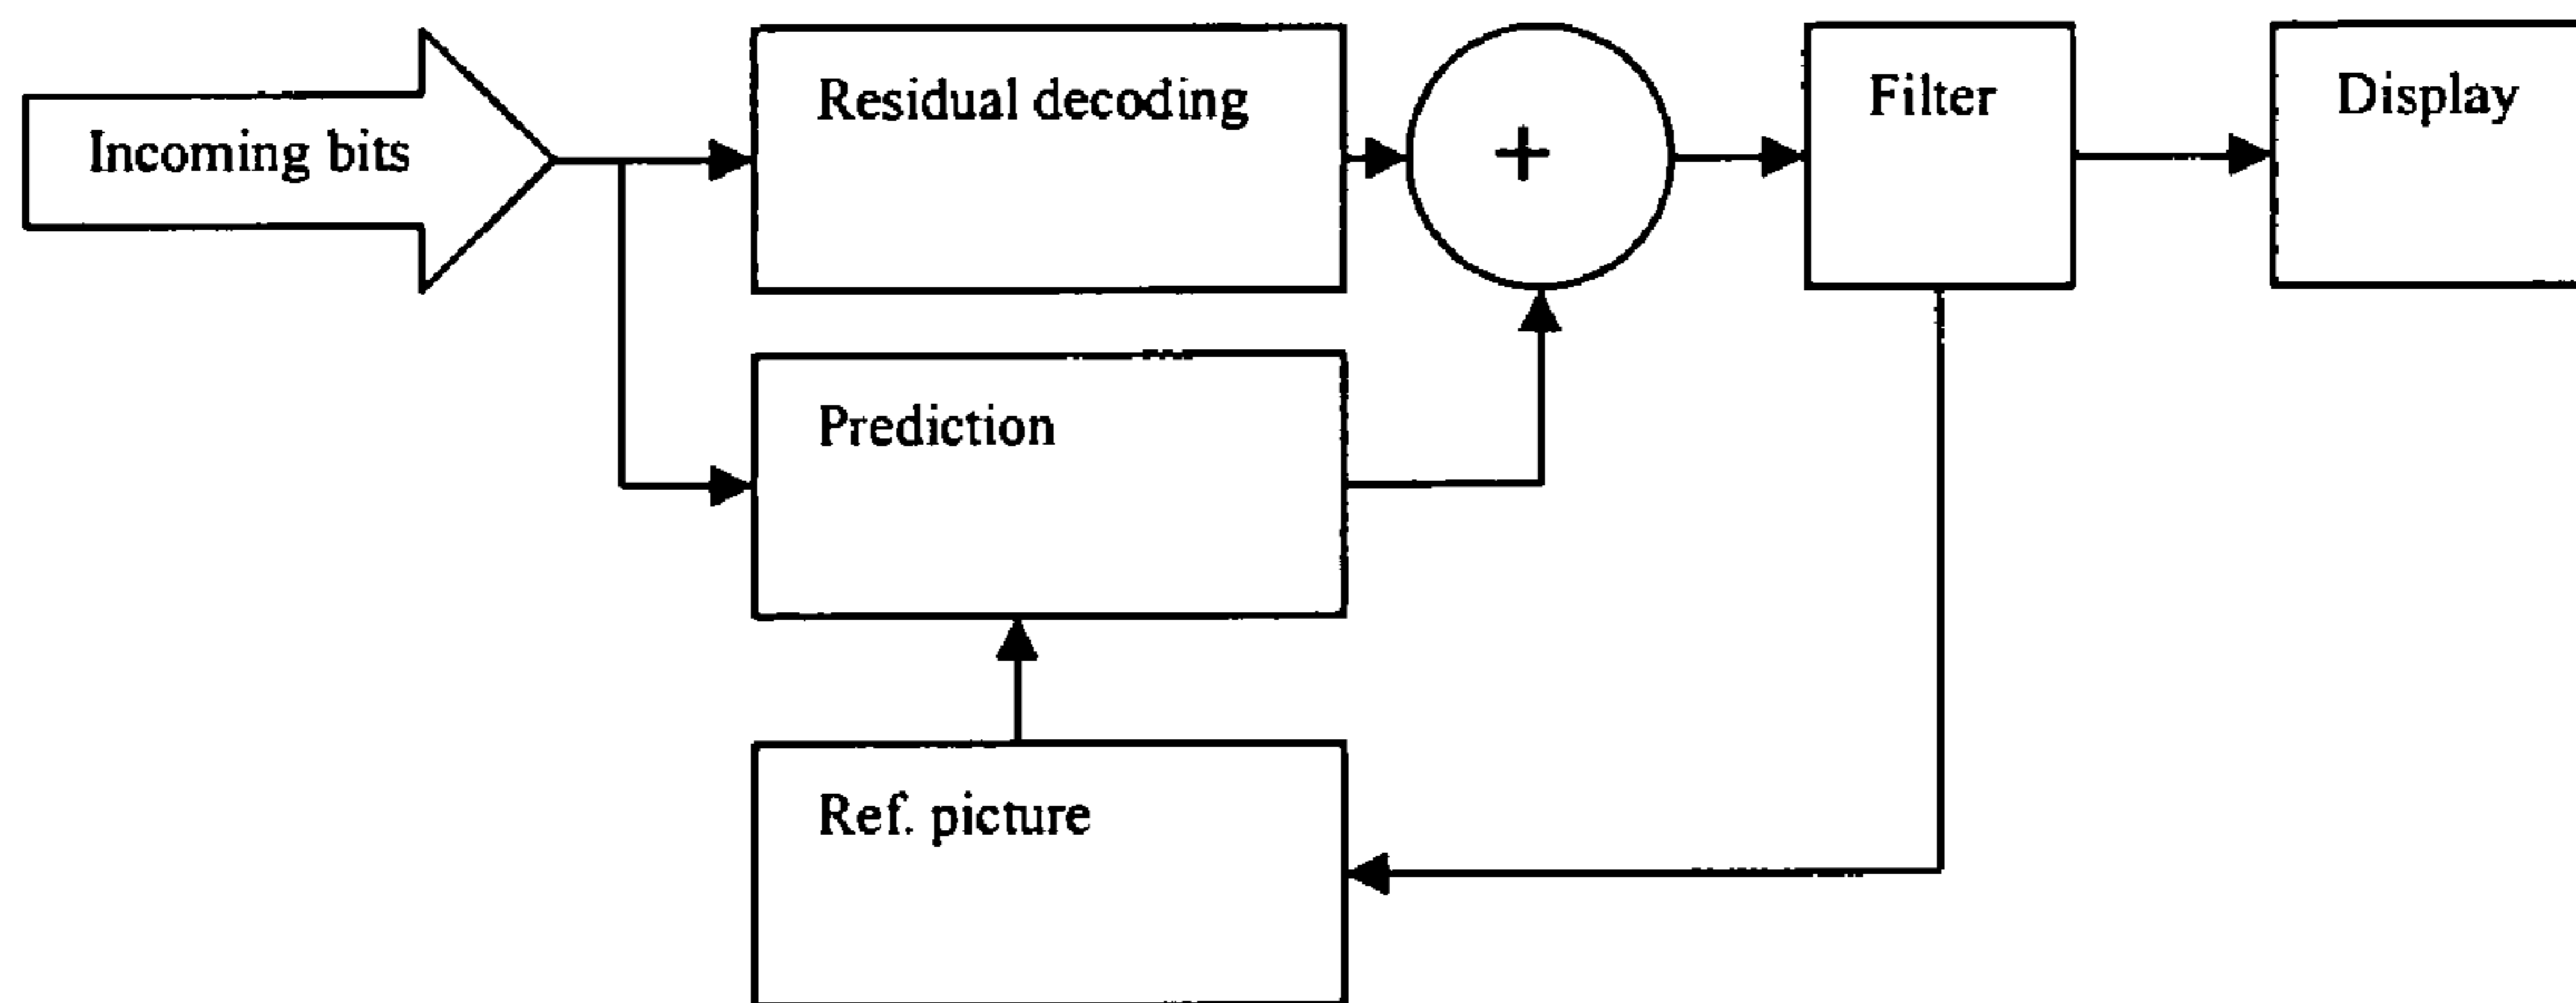 Incoming bits
Residual decoding
+
Filter
Display
Prediction
Ref. picture